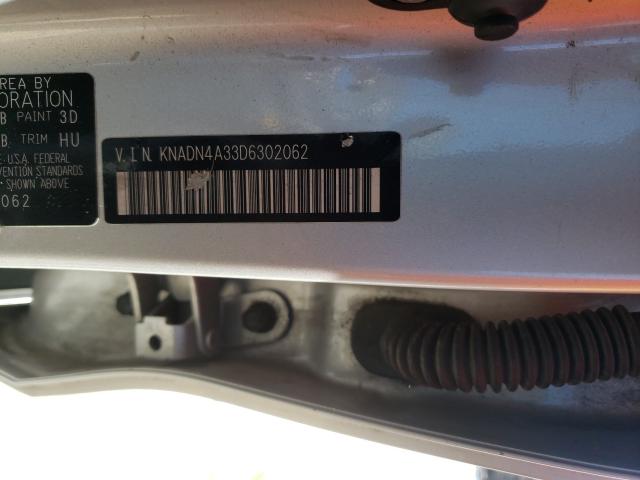 REA BY
ORATION
B PAINT 3D
B. TRIM HU
U.S.A. FEDERAL
VENTION STANDARDS
SHOWN ABOVE
062
V.I.N. KNADN4A33D6302062